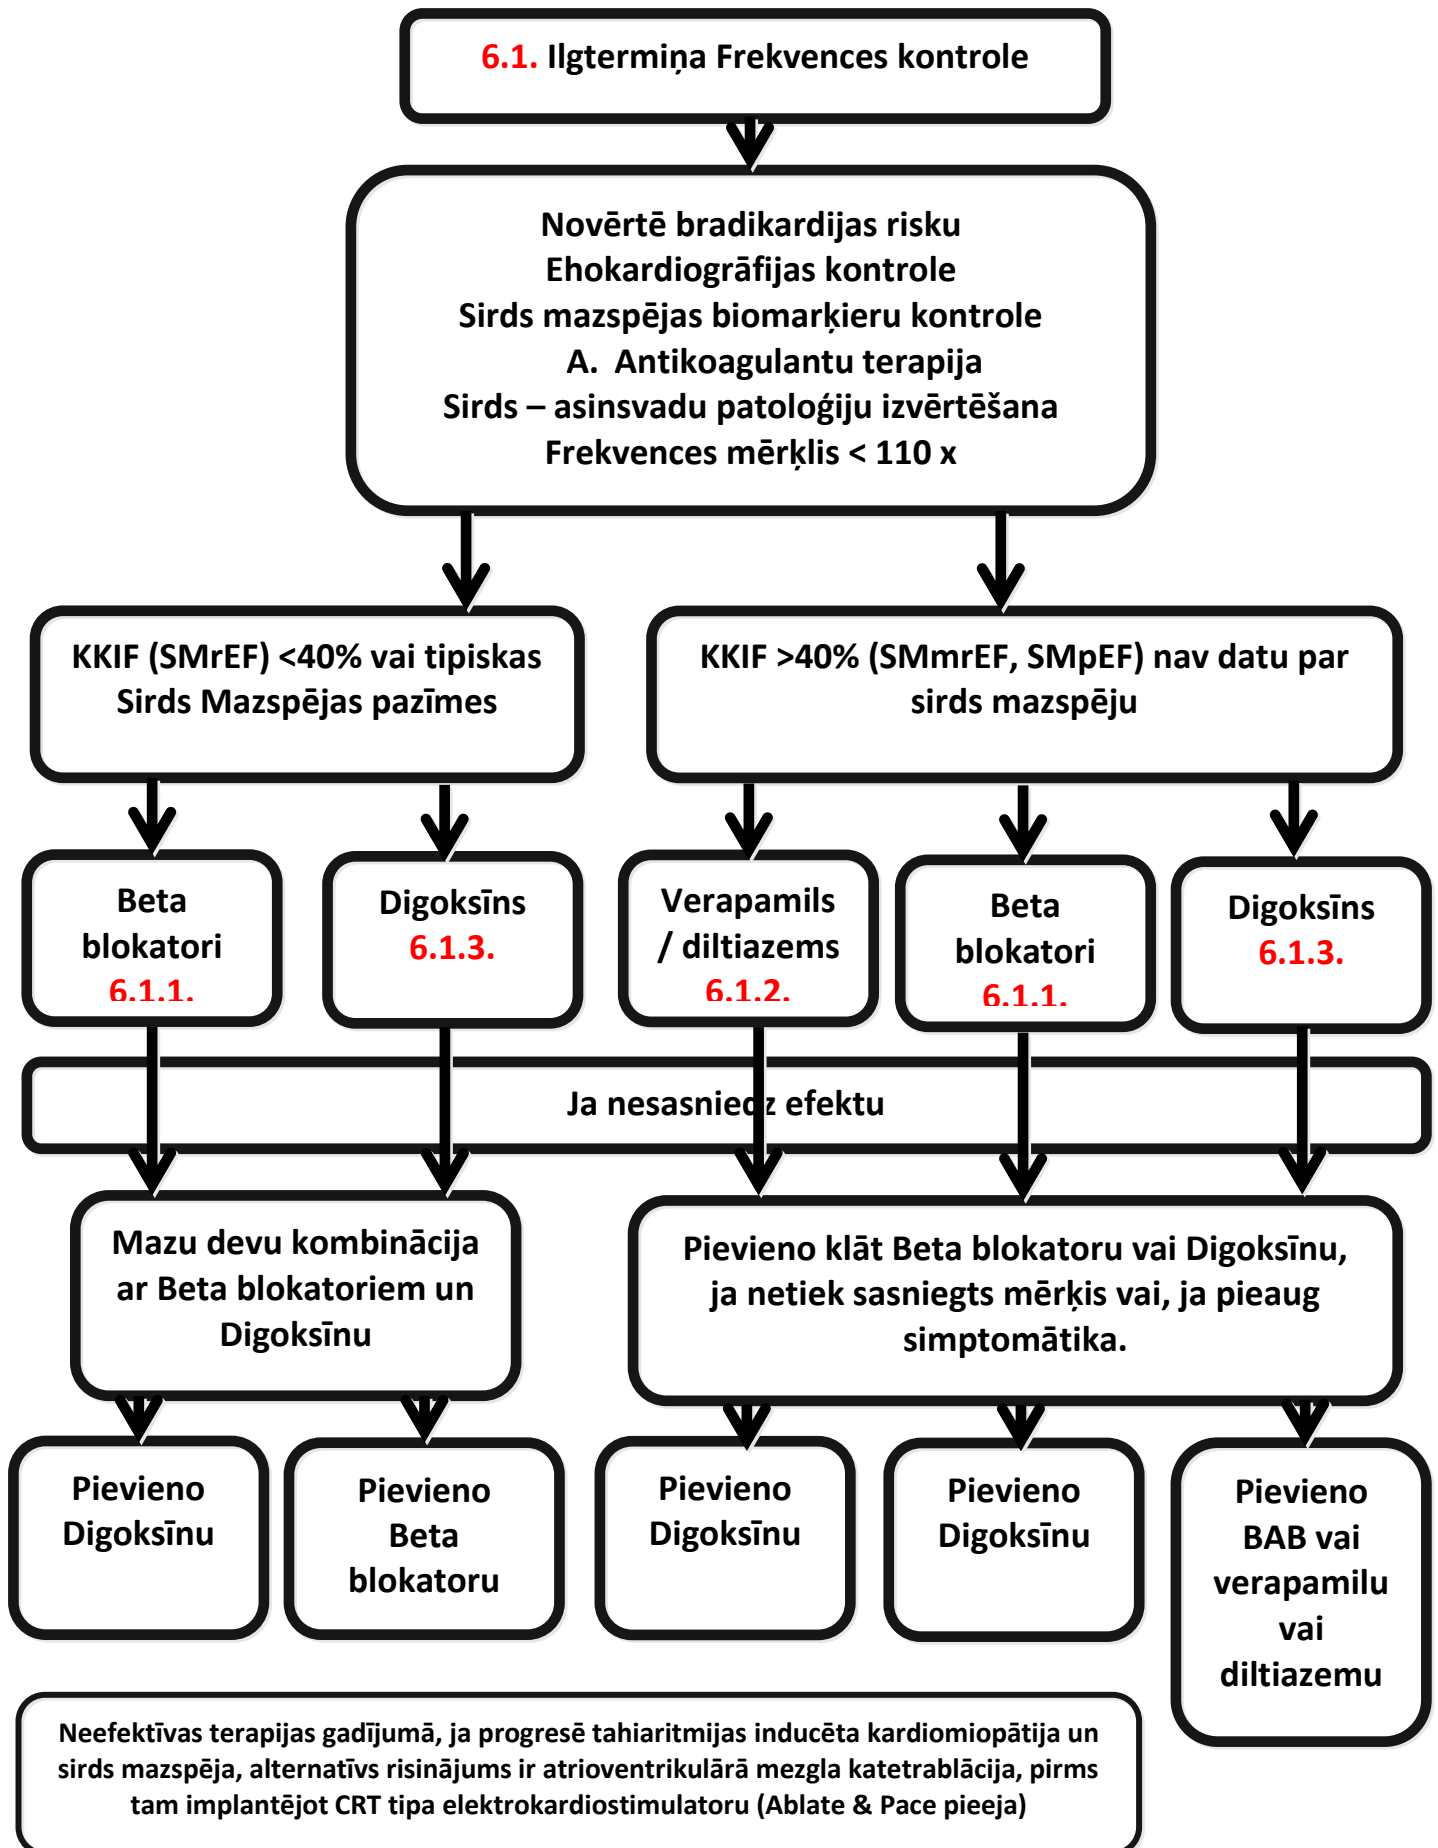 6.1. Ilgtermiņa Frekvences kontrole
Novērtē bradikardijas risku
Ehokardiogrāfijas kontrole
Sirds mazspējas biomarķieru kontrole
A. Antikoagulantu terapija
Sirds – asinsvadu patoloģiju izvērtēšana
Frekvences mērķlis < 110 x
KKIF (SMrEF) <40% vai tipiskas
Sirds Mazspējas pazīmes
KKIF >40% (SMmrEF, SMpEF) nav datu par
sirds mazspēju
Beta
blokatori
6.1.1.
Digoksīns
6.1.3.
Verapamils
/ diltiazems
6.1.2.
Beta
blokatori
6.1.1.
Digoksīns
6.1.3.
Ja nesasniedz efektu
Mazu devu kombinācija
ar Beta blokatoriem un
Digoksīnu
Pievieno klāt Beta blokatoru vai Digoksīnu,
ja netiek sasniegts mērķis vai, ja pieaug
simptomātika.
Pievieno
Digoksīnu
Pievieno
Beta
blokatoru
Pievieno
Digoksīnu
Pievieno
Digoksīnu
Pievieno
BAB vai
verapamilu
vai
diltiazemu
Neefektīvas terapijas gadījumā, ja progresē tahiaritmijas inducēta kardiomiopātija un
sirds mazspēja, alternatīvs risinājums ir atrioventrikulārā mezgla katetrablācija, pirms
tam implantējot CRT tipa elektrokardiostimulatoru (Ablate & Pace pieeja)